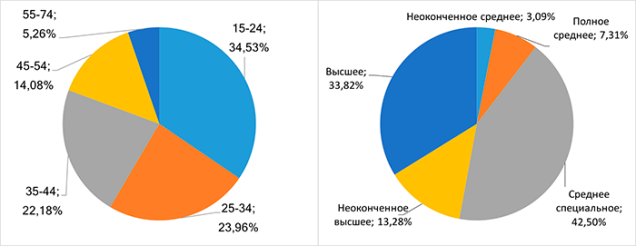 15-24;
34,53%
25-34;
23,96%
35-44;
22,18%
45-54;
14,08%
55-74;
5,26%
Неоконченное среднее; 3,09%
Полное
среднее; 7,31%
Среднее
специальное;
42,50%
Неоконченное
высшее; 13,28%
Высшее;
33,82%